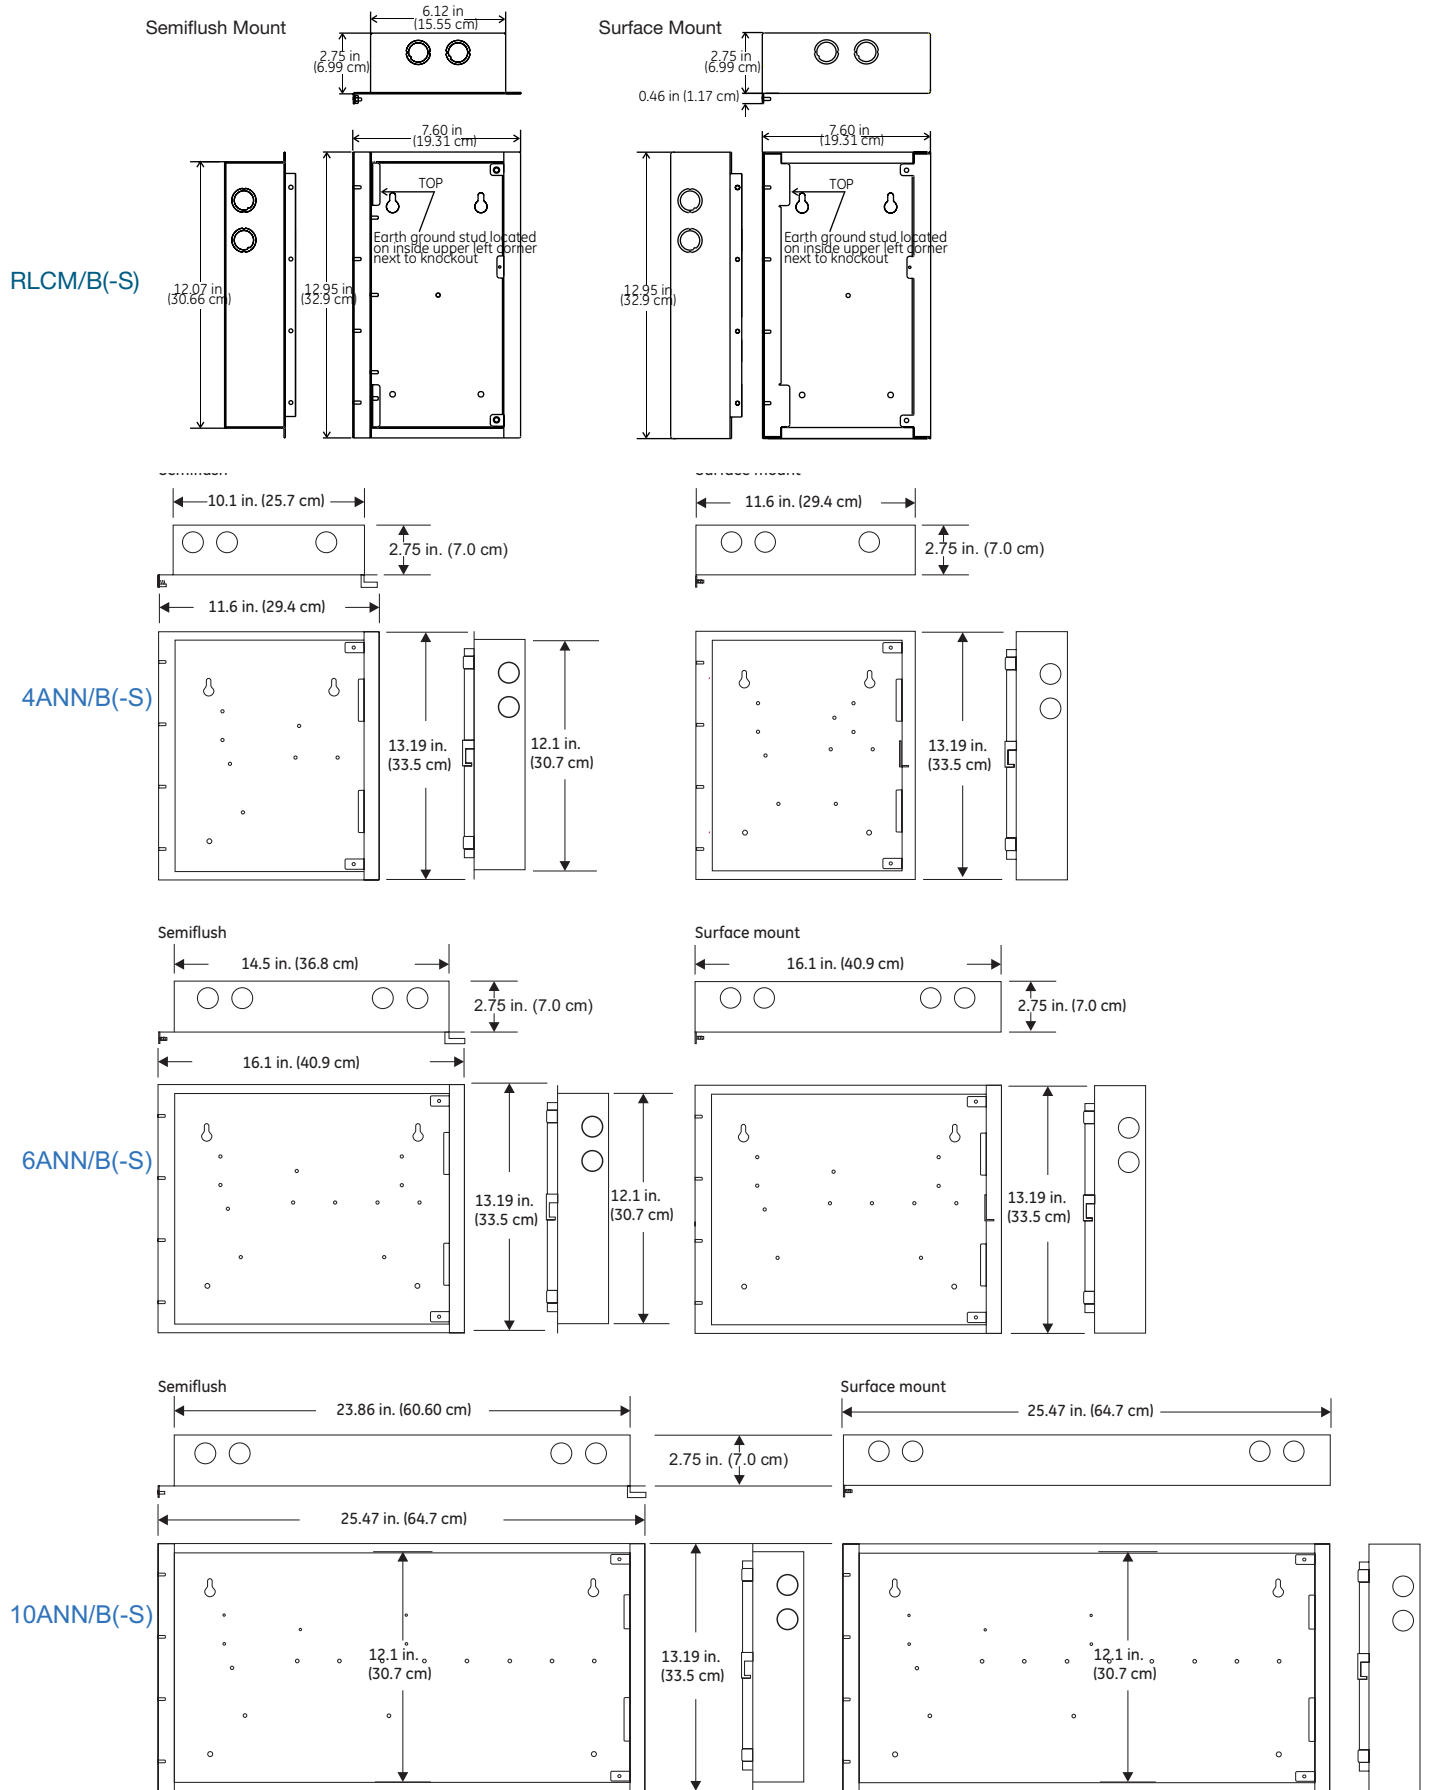 Semiflush Mount
6.12 in
(15.55 cm)
2.75 in
(6.99 cm)
Surface Mount
2.75 in
(6.99 cm)
0.46 in (1.17 cm)
7.60 in
(19.31 cm)
TOP
Earth ground stud located
on inside upper left corner
next to knockout
12.07 in
(30.66 cm)
12.95 in
(32.9 cm)
7.60 in
(19.31 cm)
TOP
Earth ground stud located
on inside upper left corner
next to knockout
12.95 in
(32.9 cm)
RLCM/B(-S)
Semiflush
Surface mount
10.1 in. (25.7 cm)
2.75 in. (7.0 cm)
11.6 in. (29.4 cm)
2.75 in. (7.0 cm)
11.6 in. (29.4 cm)
4ANN/B(-S)
13.19 in.
(33.5 cm)
12.1 in.
(30.7 cm)
13.19 in.
(33.5 cm)
Semiflush
Surface mount
14.5 in. (36.8 cm)
2.75 in. (7.0 cm)
16.1 in. (40.9 cm)
2.75 in. (7.0 cm)
16.1 in. (40.9 cm)
6ANN/B(-S)
13.19 in.
(33.5 cm)
12.1 in.
(30.7 cm)
13.19 in.
(33.5 cm)
Semiflush
Surface mount
23.86 in. (60.60 cm)
25.47 in. (64.7 cm)
2.75 in. (7.0 cm)
25.47 in. (64.7 cm)
10ANN/B(-S)
12.1 in.
(30.7 cm)
13.19 in.
(33.5 cm)
12.1 in.
(30.7 cm)